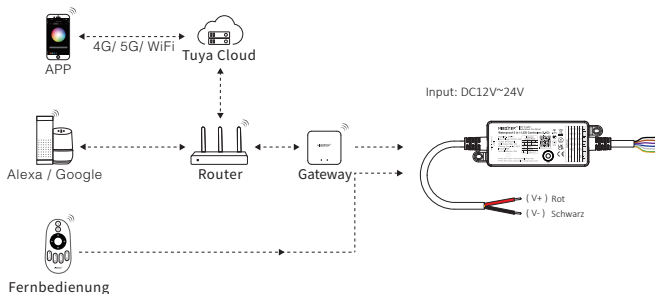 4G/ 5G/ WiFi
Tuya Cloud
APP
Input: DC12V~24V
Alexa / Google
Router
Gateway
( V+ ) Rot
( V- ) Schwarz
Fernbedienung